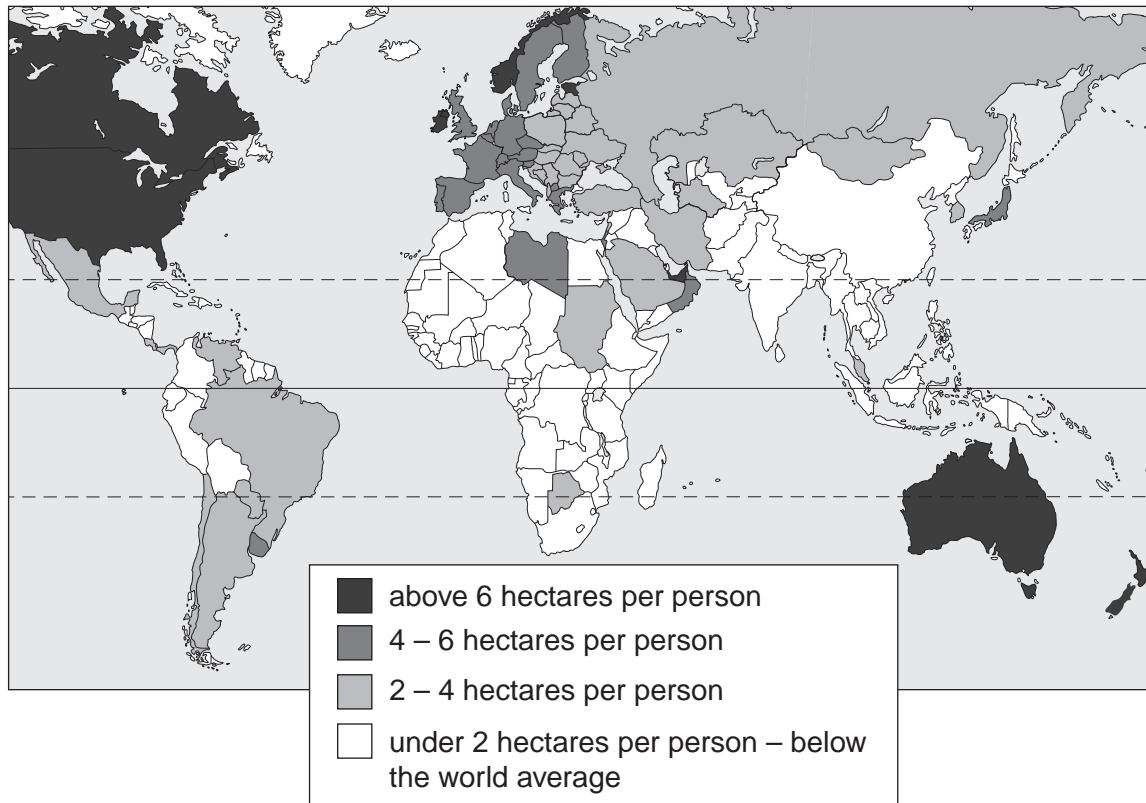 above 6 hectares per person
4 – 6 hectares per person
2 – 4 hectares per person
under 2 hectares per person – below
the world average